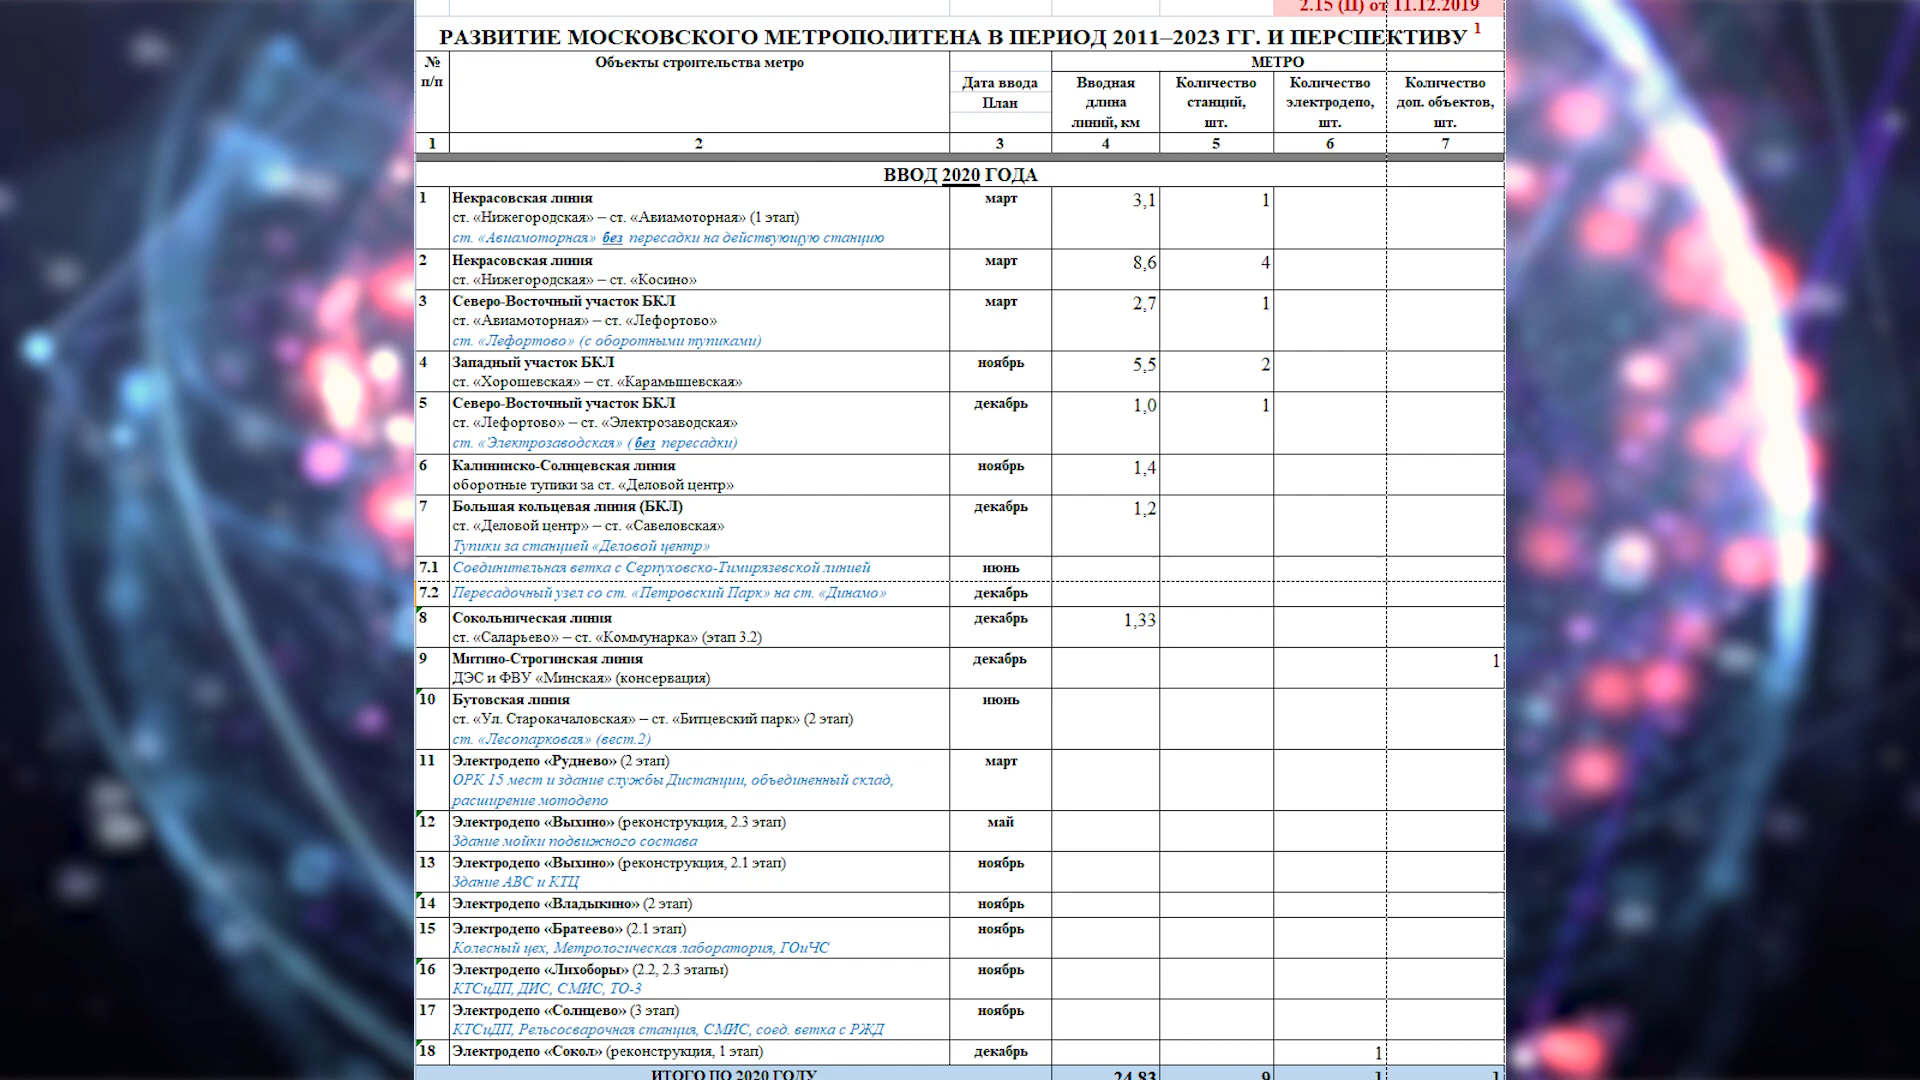 2.15 (II) от 11.12.2019
РАЗВИТИЕ МОСКОВСКОГО МЕТРОПОЛИТЕНА В ПЕРИОД 2011–2023 ГГ. И ПЕРСПЕКТИВУ 1
№ п/п
Объекты строительства метро
Дата ввода
План
МЕТРО
Вводная длина линий, км
Количество станций, шт.
Количество электродепо, шт.
Количество доп. объектов, шт.
1 2 3 4 5 6 7
ВВОД 2020 ГОДА
1 Некрасовская линия март 3,1 1
ст. «Нижегородская» – ст. «Авиамоторная» (1 этап)
ст. «Авиамоторная» без пересадки на действующую станцию
2 Некрасовская линия март 8,6 4
ст. «Нижегородская» – ст. «Косино»
3 Северо-Восточный участок БКЛ март 2,7 1
ст. «Авиамоторная» – ст. «Лефортово»
ст. «Лефортово» (с оборотными тупиками)
4 Западный участок БКЛ ноябрь 5,5 2
ст. «Хорошевская» – ст. «Карамышевская»
5 Северо-Восточный участок БКЛ декабрь 1,0 1
ст. «Лефортово» – ст. «Электрозаводская»
ст. «Электрозаводская» (без пересадки)
6 Калининско-Солнцевская линия ноябрь 1,4
оборотные тупики за ст. «Деловой центр»
7 Большая кольцевая линия (БКЛ) декабрь 1,2
ст. «Деловой центр» – ст. «Савеловская»
Тупики за станцией «Деловой центр»
7.1 Соединительная ветка с Серпуховско-Тимирязевской линией июнь
7.2 Пересадочный узел со ст. «Петровский Парк» на ст. «Динамо» декабрь
8 Сокольническая линия декабрь 1,33
ст. «Саларьево» – ст. «Коммунарка» (этап 3.2)
9 Митино-Строгинская линия декабрь 1
ДЭС и ФВУ «Минская» (консервация)
10 Бутовская линия июнь
ст. «Ул. Старокачаловская» – ст. «Битцевский парк» (2 этап)
ст. «Лесопарковая» (вест.2)
11 Электродепо «Руднево» (2 этап) март
ОРК 15 мест и здание службы Дистанции, объединенный склад,
расширение мотодепо
12 Электродепо «Выхино» (реконструкция, 2.3 этап) май
Здание мойки подвижного состава
13 Электродепо «Выхино» (реконструкция, 2.1 этап) ноябрь
Здание АВС и КТЦ
14 Электродепо «Владыкино» (2 этап) ноябрь
15 Электродепо «Братеево» (2.1 этап) ноябрь
Колесный цех, Метрологическая лаборатория, ГОиЧС
16 Электродепо «Лихоборы» (2.2, 2.3 этапы) ноябрь
КТСиДП, ДИС, СМИС, ТО-3
17 Электродепо «Солнцево» (3 этап) ноябрь
КТСиДП, Рельсосварочная станция, СМИС, соед. ветка с РЖД
18 Электродепо «Сокол» (реконструкция, 1 этап) декабрь 1
ИТОГО ПО 2020 ГОДУ 24,83 9 1 1